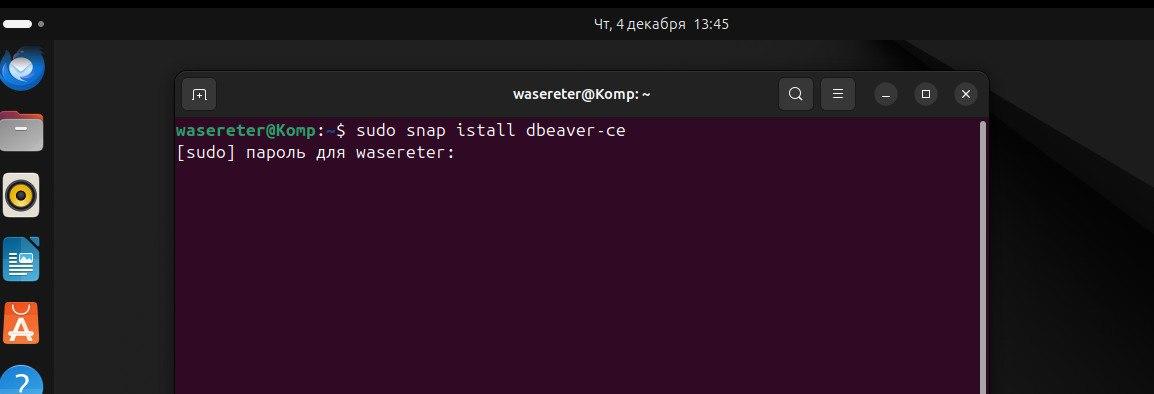 Чт, 4 декабря 13:45
wasereter@Komp: ~
wasereter@Komp:~$ sudo snap istall dbeaver-ce
[sudo] пароль для wasereter:
?